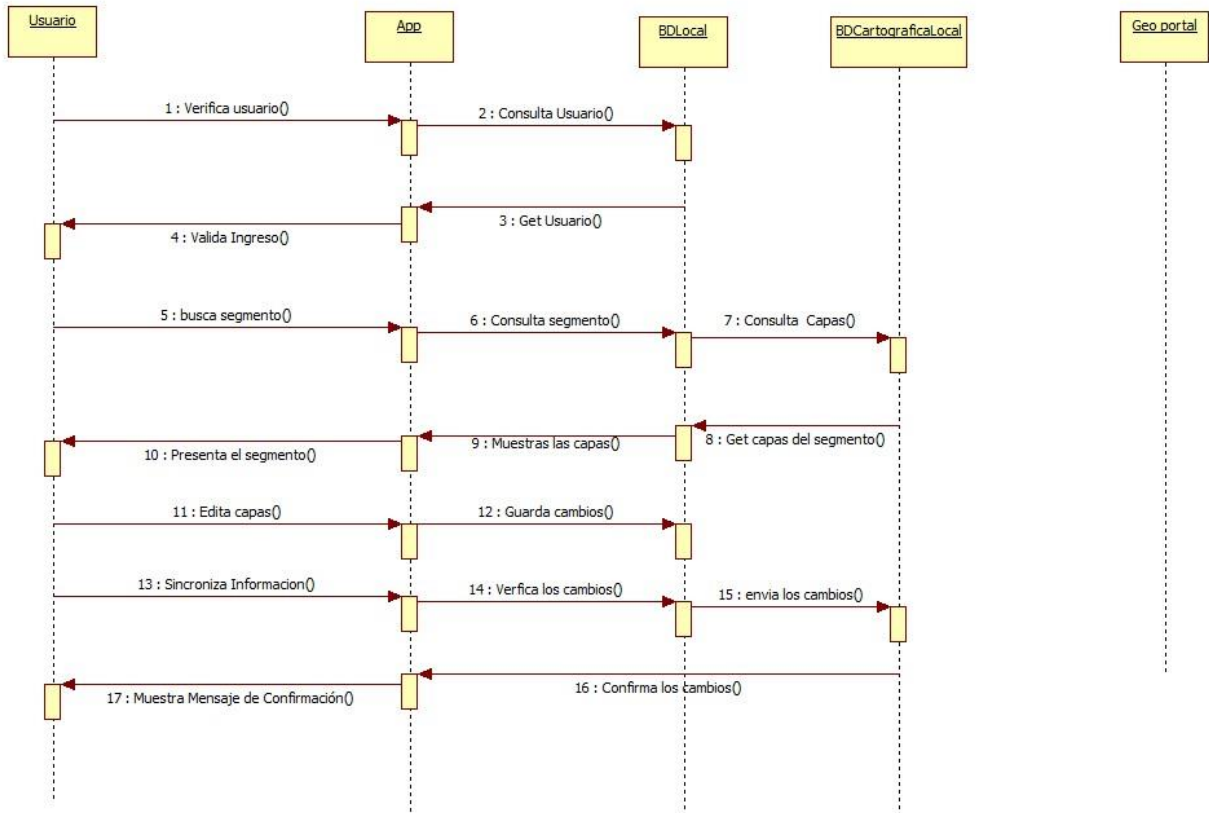 Usuario
App
BDLocal
BDCartograficaLocal
Geo portal
1 : Verifica usuario()
2 : Consulta Usuario()
3 : Get Usuario()
4 : Valida Ingreso()
5 : busca segmento()
6 : Consulta segmento()
7 : Consulta Capas()
8 : Get capas del segmento()
9 : Muestras las capas()
10 : Presenta el segmento()
11 : Edita capas()
12 : Guarda cambios()
13 : Sincroniza Informacion()
14 : Verfica los cambios()
15 : envia los cambios()
16 : Confirma los cambios()
17 : Muestra Mensaje de Confirmación()